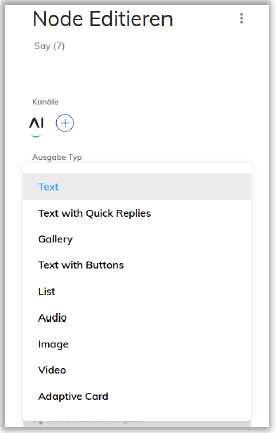 Node Editieren
Say (7)
Kanäle
AI
Ausgabe Typ
Text
Text with Quick Replies
Gallery
Text with Buttons
List
Audio
Image
Video
Adaptive Card